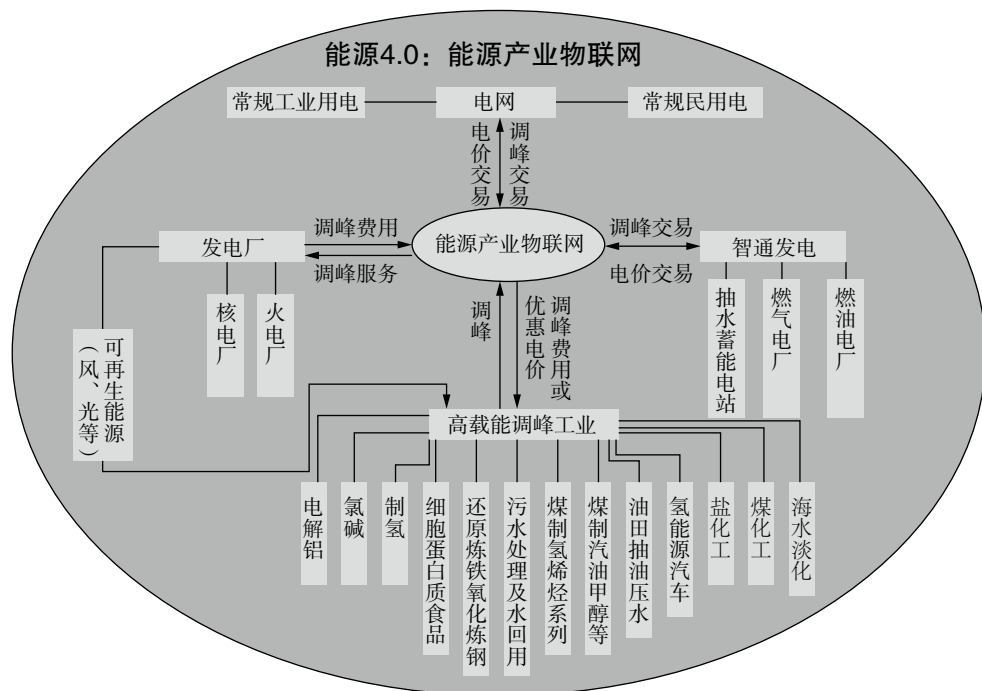 能源4.0：能源产业物联网
常规工业用电
电网
常规民用电
电价交易
调峰交易
发电厂
调峰费用
调峰服务
能源产业物联网
调峰交易
电价交易
智通发电
核电厂
火电厂
可再生能源
（风、光等）
调峰
调峰费用或
优惠电价
抽水蓄能电站
燃气电厂
燃油电厂
高载能调峰工业
电解铝
氯碱
制氢
细胞蛋白质食品
还原炼铁氧化炼钢
污水处理及水回用
煤制氢烯烃系列
煤制汽油甲醇等
油田抽油压水
氢能源汽车
盐化工
煤化工
海水淡化